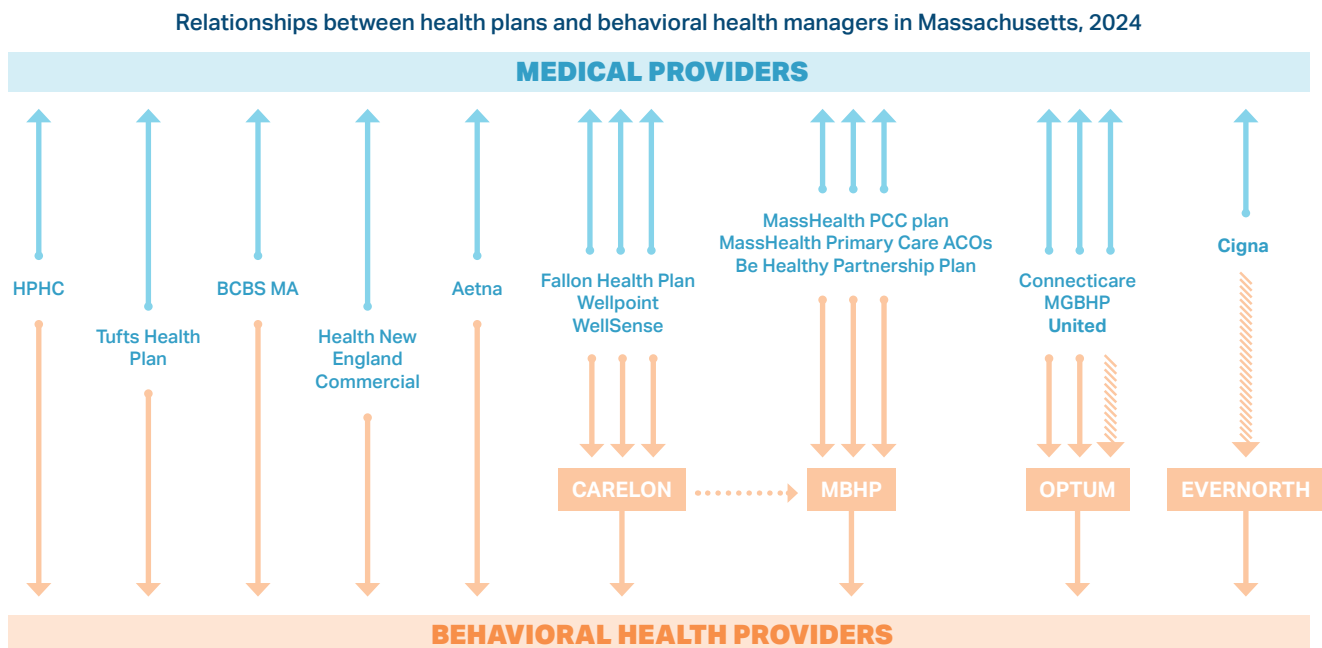 Relationships between health plans and behavioral health managers in Massachusetts, 2024
MEDICAL PROVIDERS
HPHC
Tufts Health
Plan
BCBS MA
Health New
England
Commercial
Aetna
Fallon Health Plan
Wellpoint
WellSense
MassHealth PCC plan
MassHealth Primary Care ACOs
Be Healthy Partnership Plan
Connecticare
MGBHP
United
Cigna
CARELON
MBHP
OPTUM
EVERNORTH
BEHAVIORAL HEALTH PROVIDERS